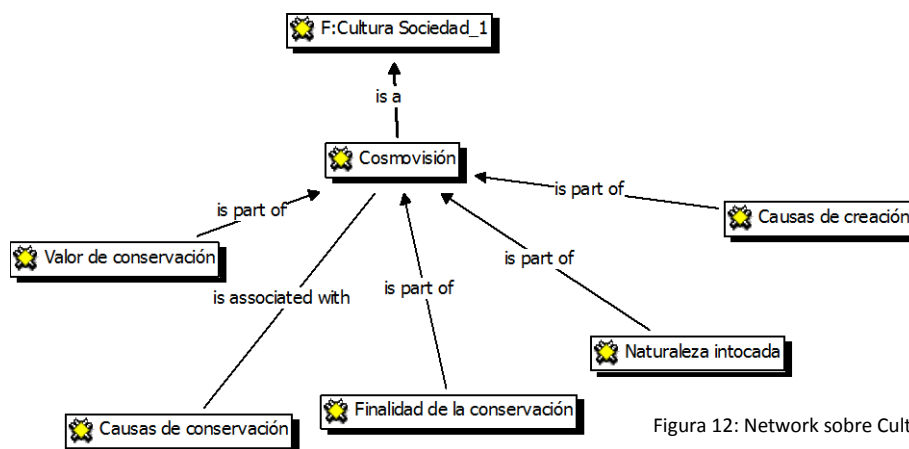 F:Cultura Sociedad_1
is a
Cosmovisión
is part of
Causas de creación
is part of
Valor de conservación
is part of
is associated with
is part of
Naturaleza intocada
Finalidad de la conservación
Causas de conservación
Figura 12: Network sobre Cult